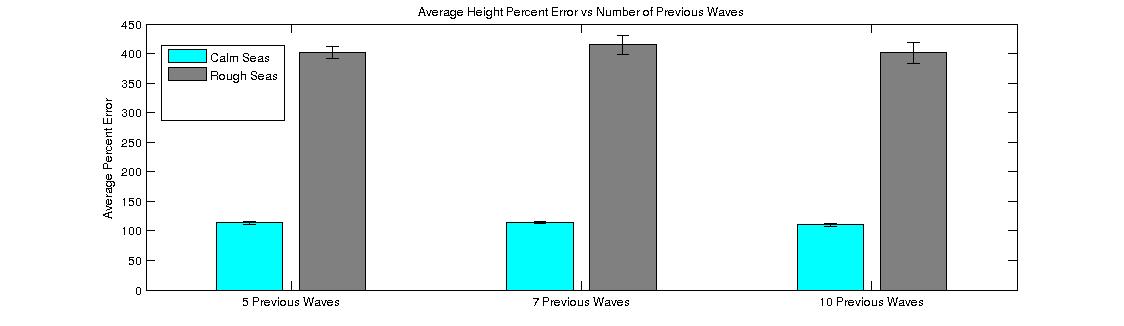 Average Height Percent Error vs Number of Previous Waves
450
400
350
300
250
200
150
100
50
0
Average Percent Error
Calm Seas
Rough Seas
5 Previous Waves
7 Previous Waves
10 Previous Waves